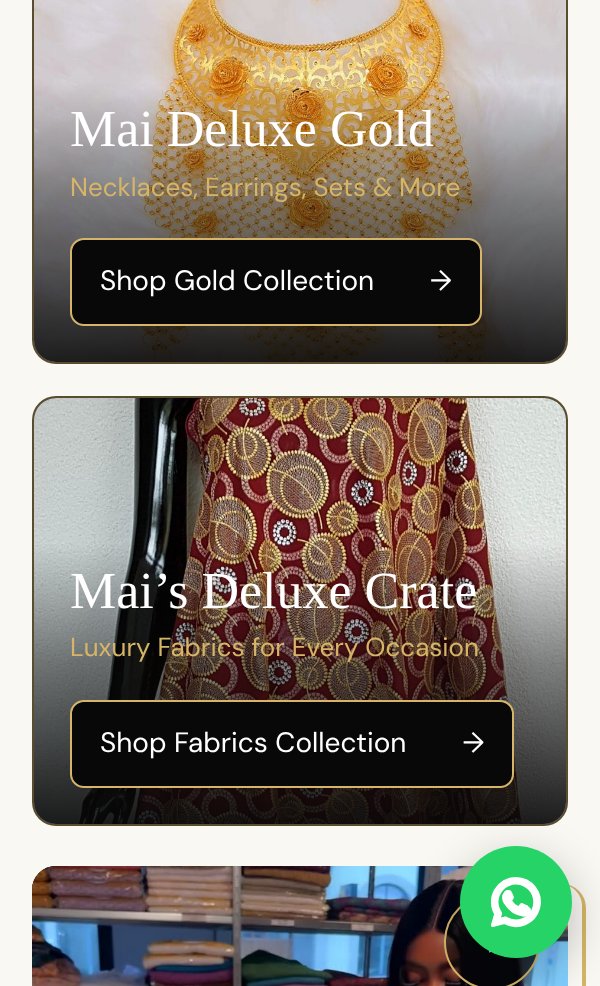 Mai Deluxe Gold
Necklaces, Earrings, Sets & More
Shop Gold Collection
Mai’s Deluxe Crate
Luxury Fabrics for Every Occasion
Shop Fabrics Collection